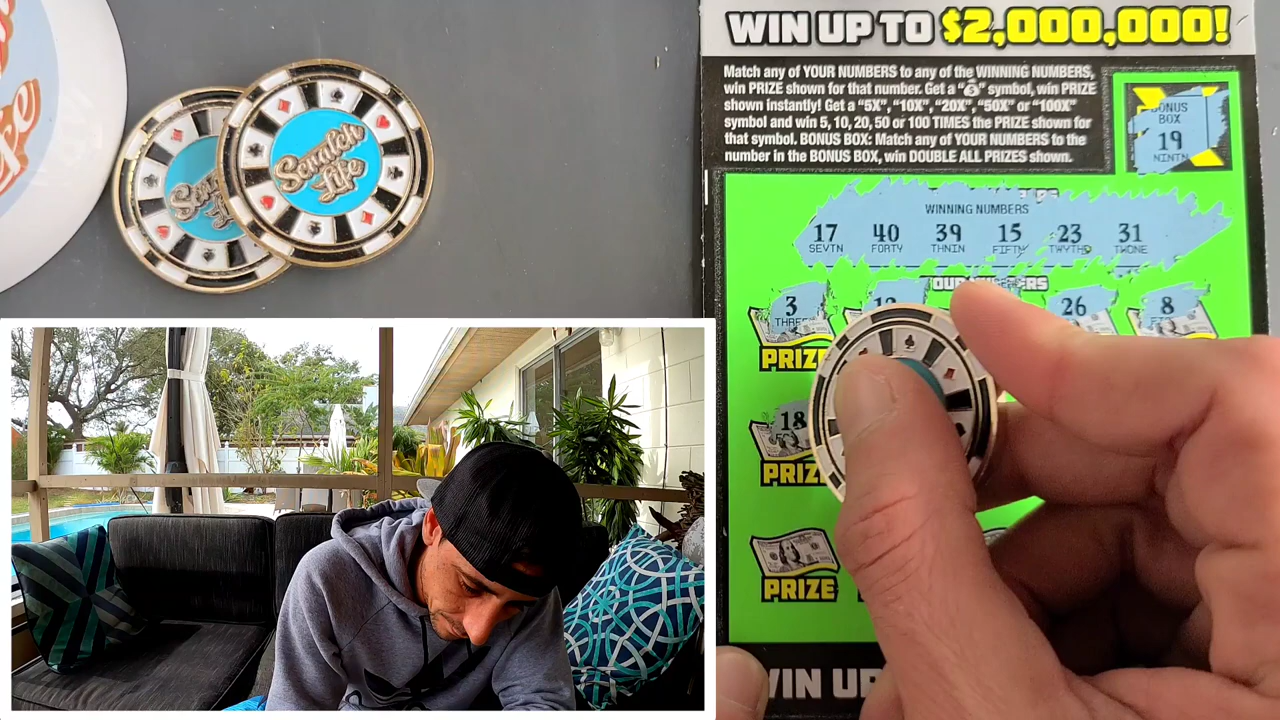 Scratch
Life
WIN UP TO $2,000,000!
Match any of YOUR NUMBERS to any of the WINNING NUMBERS,
win PRIZE shown for that number. Get a "💰" symbol, win PRIZE
shown instantly! Get a "5X", "10X", "20X", "50X" or "100X"
symbol and win 5, 10, 20, 50 or 100 TIMES the PRIZE shown for
that symbol. BONUS BOX: Match any of YOUR NUMBERS to the
number in the BONUS BOX, win DOUBLE ALL PRIZES shown.
BONUS
BOX
19
NINTN
WINNING NUMBERS
17 40 39 15 23 31
SEVTN FORTY THNIN FIFTN TWYTHR TWONE
YOUR NUMBERS
3 26 8
PRIZE
18
PRIZE
PRIZE
WIN UP